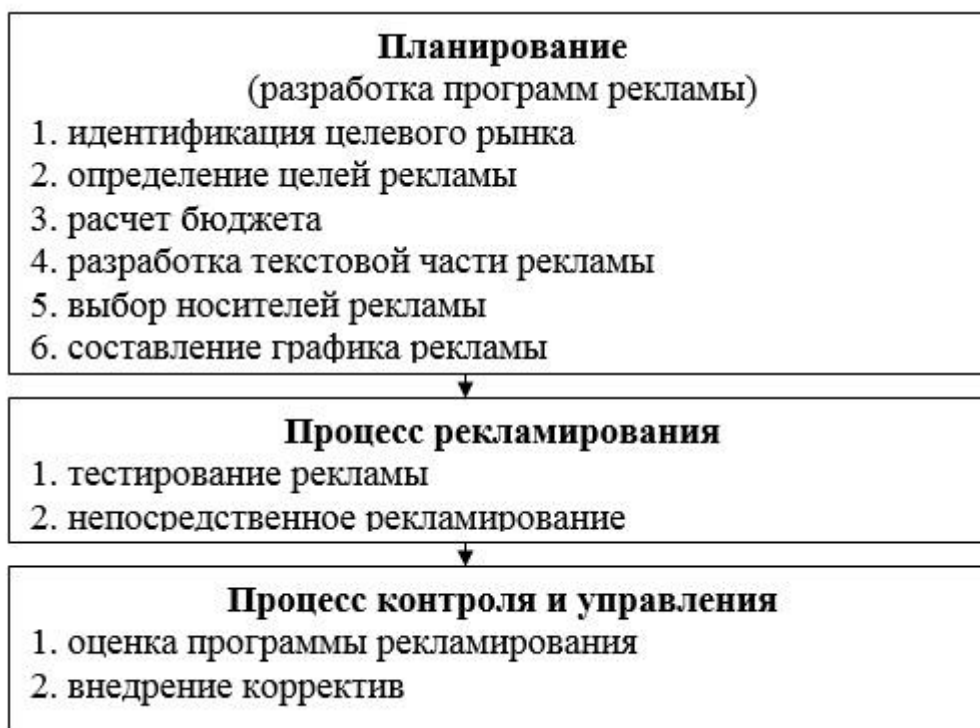 Планирование
(разработка программ рекламы)
1. идентификация целевого рынка
2. определение целей рекламы
3. расчет бюджета
4. разработка текстовой части рекламы
5. выбор носителей рекламы
6. составление графика рекламы
Процесс рекламирования
1. тестирование рекламы
2. непосредственное рекламирование
Процесс контроля и управления
1. оценка программы рекламирования
2. внедрение корректив